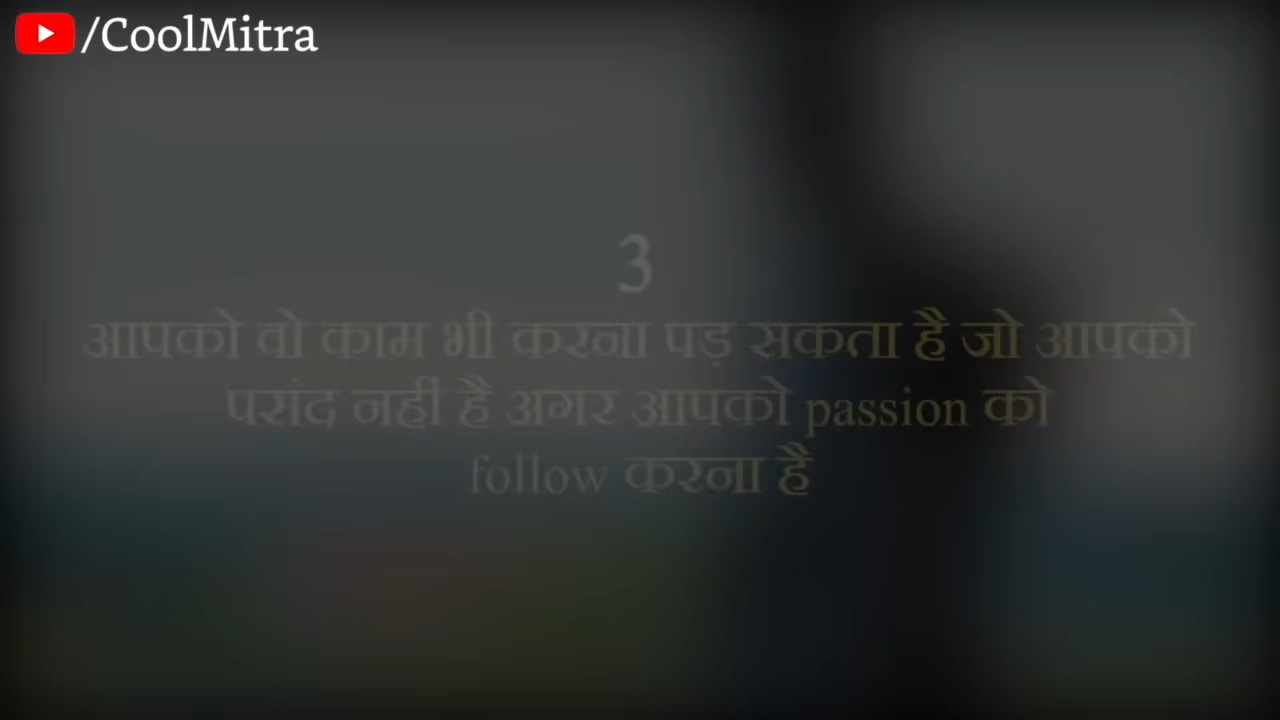 /CoolMitra
3
आपको वो काम भी करना पड़ सकता है जो आपको
पसंद नहीं है अगर आपको passion को
follow करना है